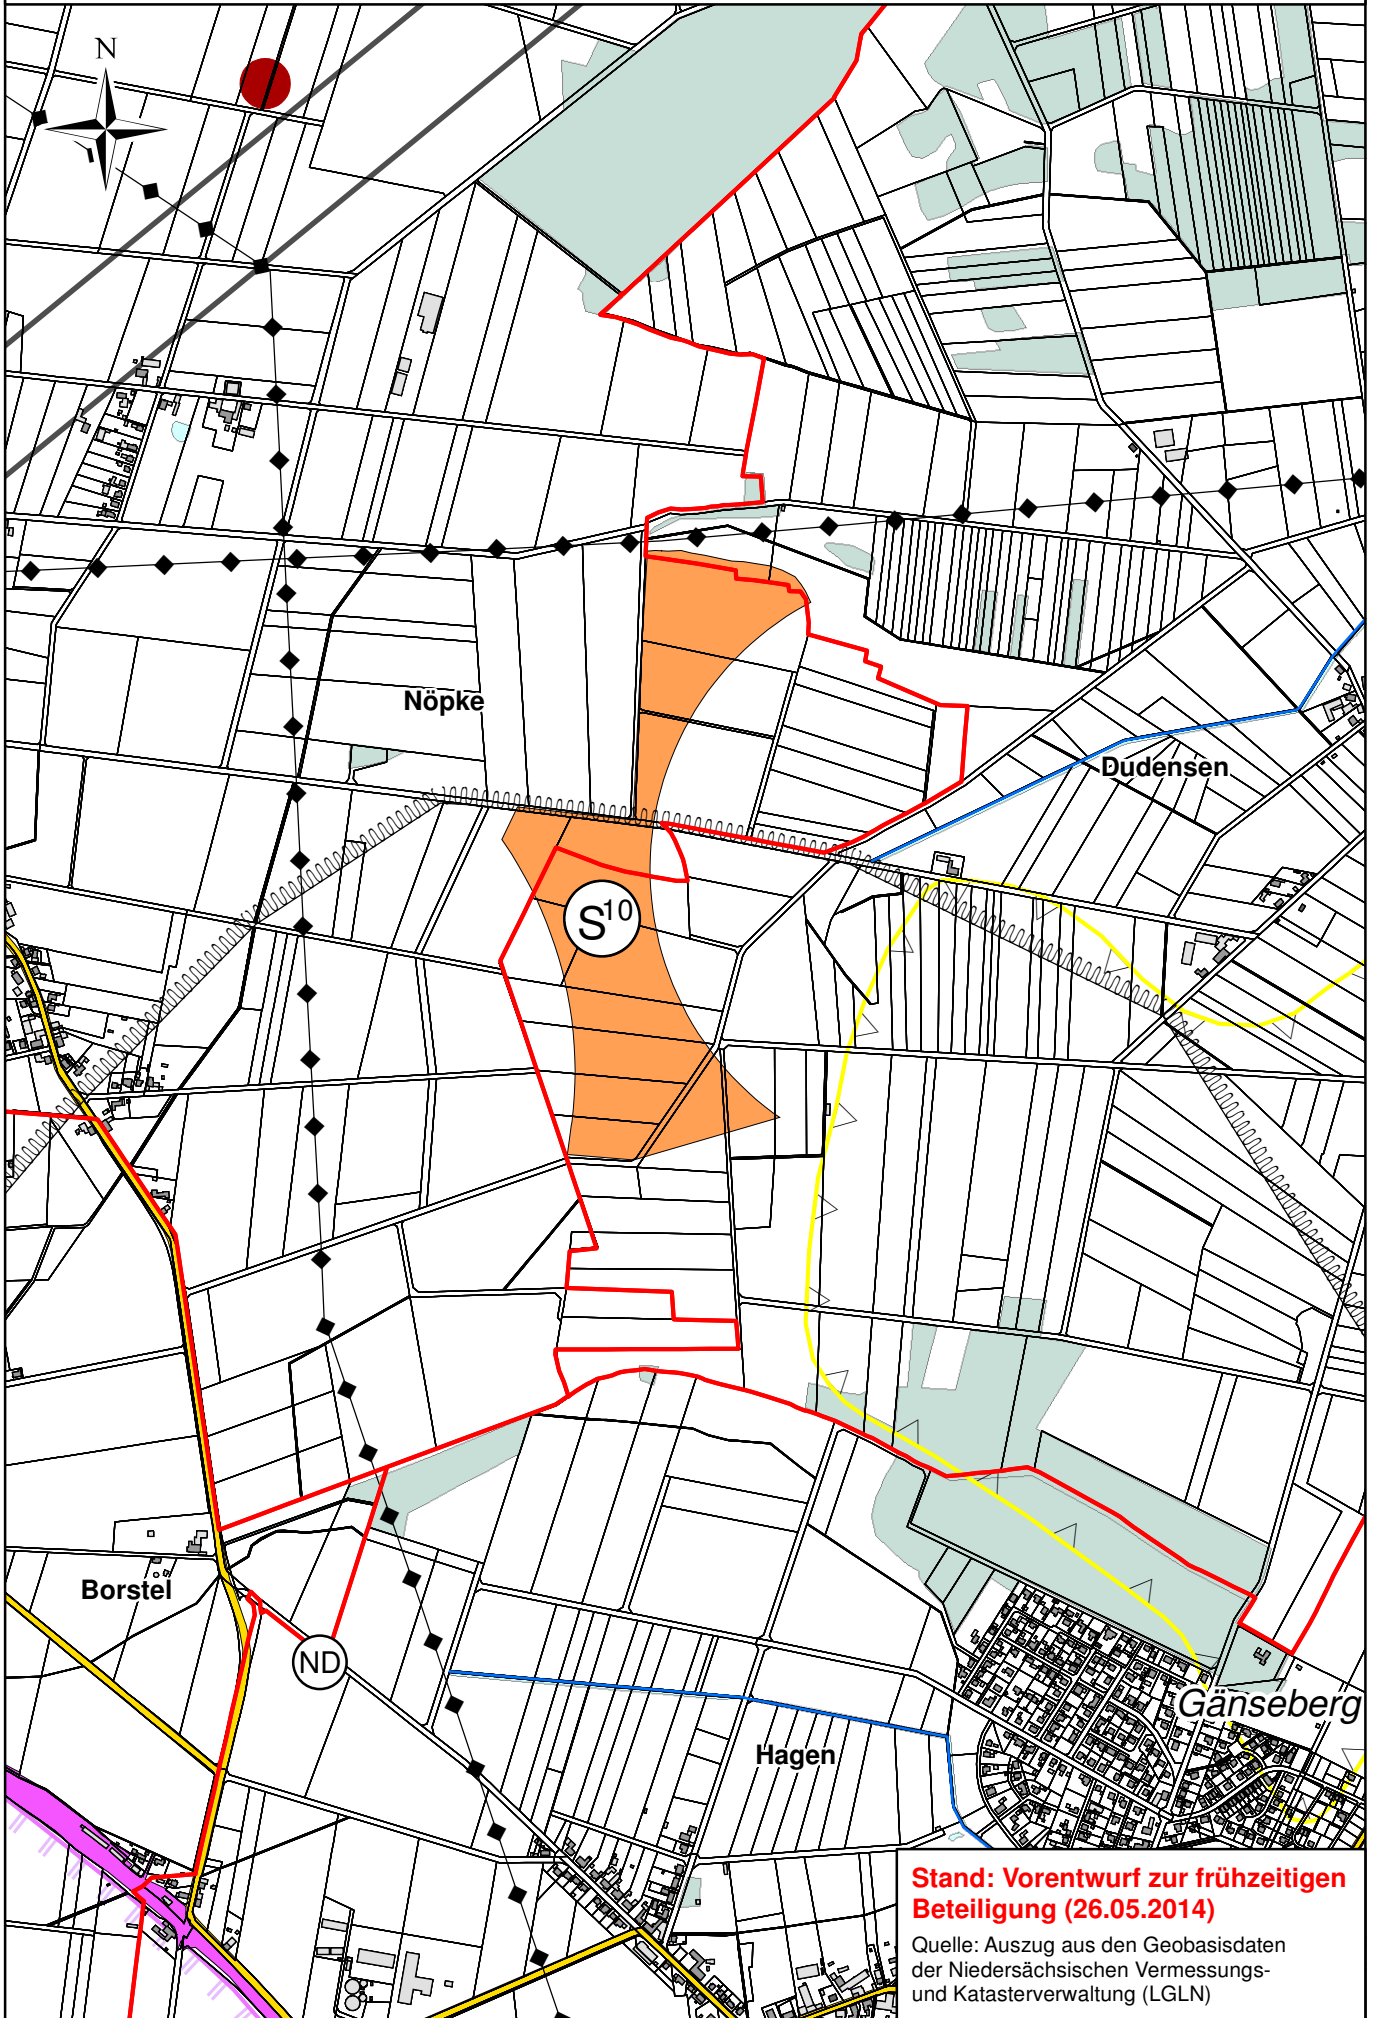 N
Nöpke
Dudensen
S10
Borstel
ND
Gänseberg
Hagen
Stand: Vorentwurf zur frühzeitigen
Beteiligung (26.05.2014)
Quelle: Auszug aus den Geobasisdaten
der Niedersächsischen Vermessungs-
und Katasterverwaltung (LGLN)